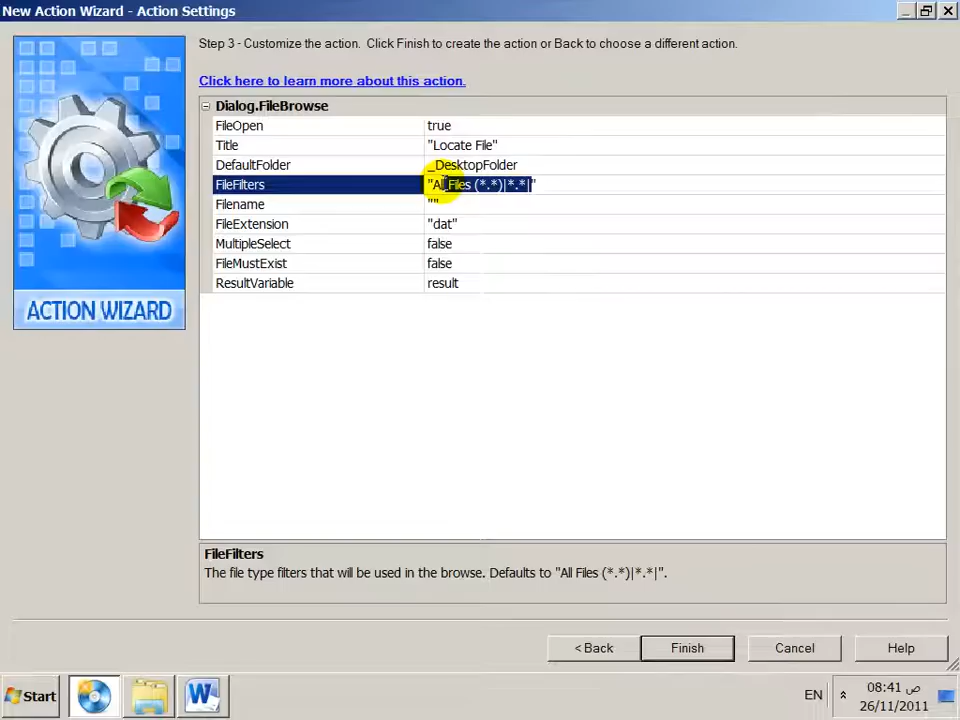 New Action Wizard - Action Settings
Step 3 - Customize the action. Click Finish to create the action or Back to choose a different action.
Click here to learn more about this action.
Dialog.FileBrowse
FileOpen true
Title "Locate File"
DefaultFolder _DesktopFolder
FileFilters "All Files (*.*)|*.*|"
Filename ""
FileExtension "dat"
MultipleSelect false
FileMustExist false
ResultVariable result
ACTION WIZARD
FileFilters
The file type filters that will be used in the browse. Defaults to "All Files (*.*)|*.*|".
< Back Finish Cancel Help
Start EN 08:41 ص
26/11/2011